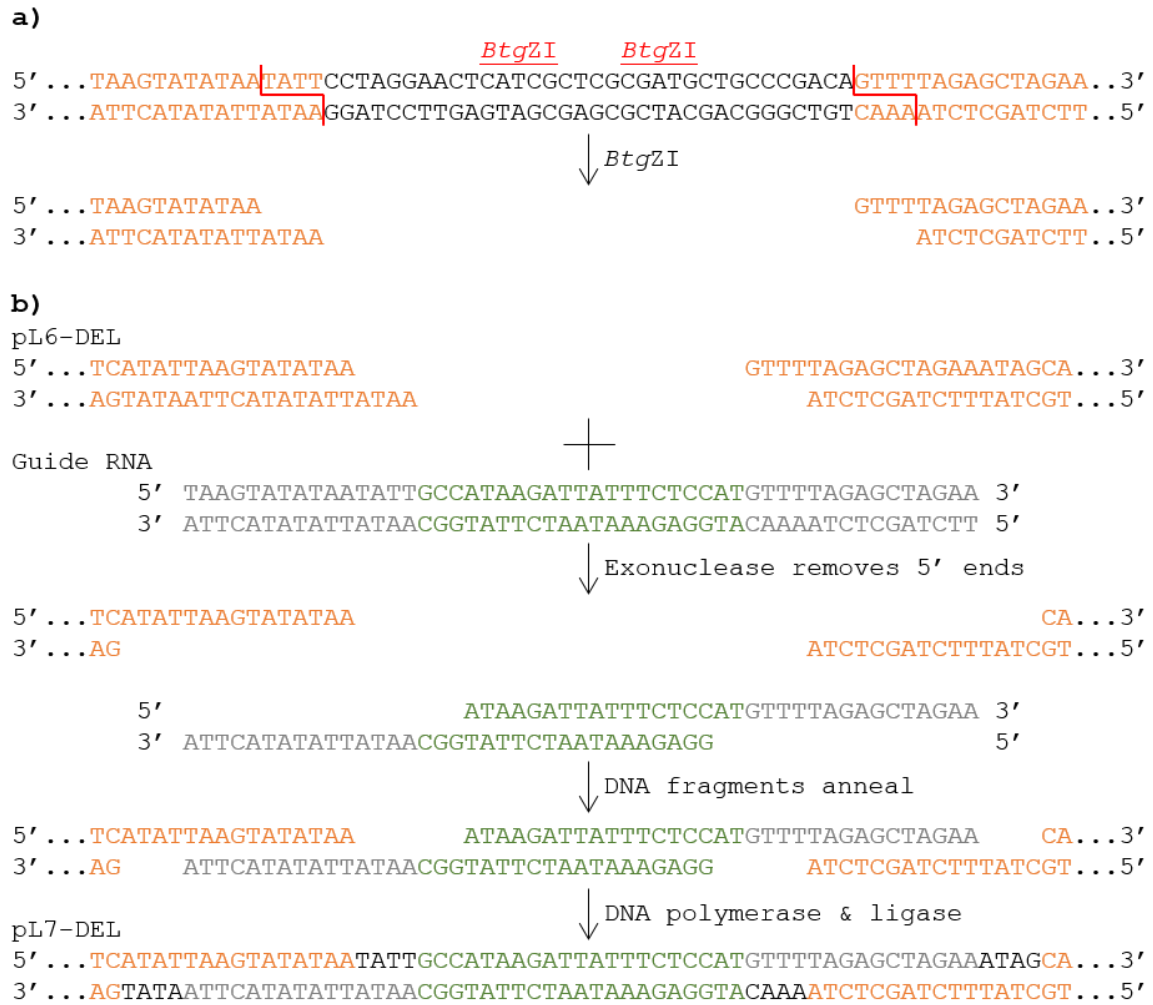 a)
BtgZI BtgZI
5′...TAAGTATATAATATTCCTAGGAACTCATCGCTCGCGATGCTGCCCGACAGTTTTAGAGCTAGAA..3′
3′...ATTCATATATTATAAGGATCCTTGAGTAGCGAGCGCTACGACGGGCTGTCAAAATCTCGATCTT..5′
BtgZI
5′...TAAGTATATAA GTTTTAGAGCTAGAA..3′
3′...ATTCATATATTATAA ATCTCGATCTT..5′
b)
pL6-DEL
5′...TCATATTAAGTATATAA GTTTTAGAGCTAGAAATAGCA...3′
3′...AGTATAATTCATATATTATAA ATCTCGATCTTTATCGT...5′
Guide RNA
5′ TAAGTATATAATATTGCCATAAGATTATTTCTCCATGTTTTAGAGCTAGAA 3′
3′ ATTCATATATTATAACGGTATTCTAATAAAGAGGTACAAAATCTCGATCTT 5′
Exonuclease removes 5′ ends
5′...TCATATTAAGTATATAA CA...3′
3′...AG ATCTCGATCTTTATCGT...5′
5′ ATAAGATTATTTCTCCATGTTTTAGAGCTAGAA 3′
3′ ATTCATATATTATAACGGTATTCTAATAAAGAGG 5′
DNA fragments anneal
5′...TCATATTAAGTATATAA ATAAGATTATTTCTCCATGTTTTAGAGCTAGAA CA...3′
3′...AG ATTCATATATTATAACGGTATTCTAATAAAGAGG ATCTCGATCTTTATCGT...5′
DNA polymerase & ligase
pL7-DEL
5′...TCATATTAAGTATATAATATTGCCATAAGATTATTTCTCCATGTTTTAGAGCTAGAAATAGCA...3′
3′...AGTATAATTCATATATTATAACGGTATTCTAATAAAGAGGTACAAAATCTCGATCTTTATCGT...5′